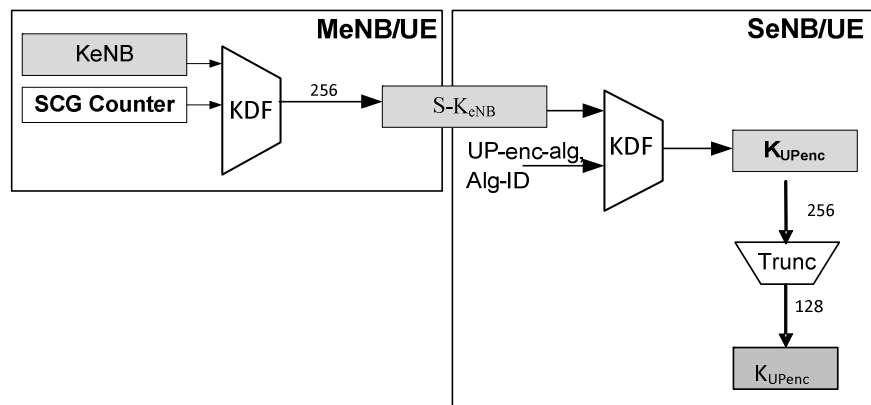 MeNB/UE
KeNB
SCG Counter
KDF
256
S-KeNB
SeNB/UE
UP-enc-alg,
Alg-ID
KDF
KUPenc
256
Trunc
128
KUPenc